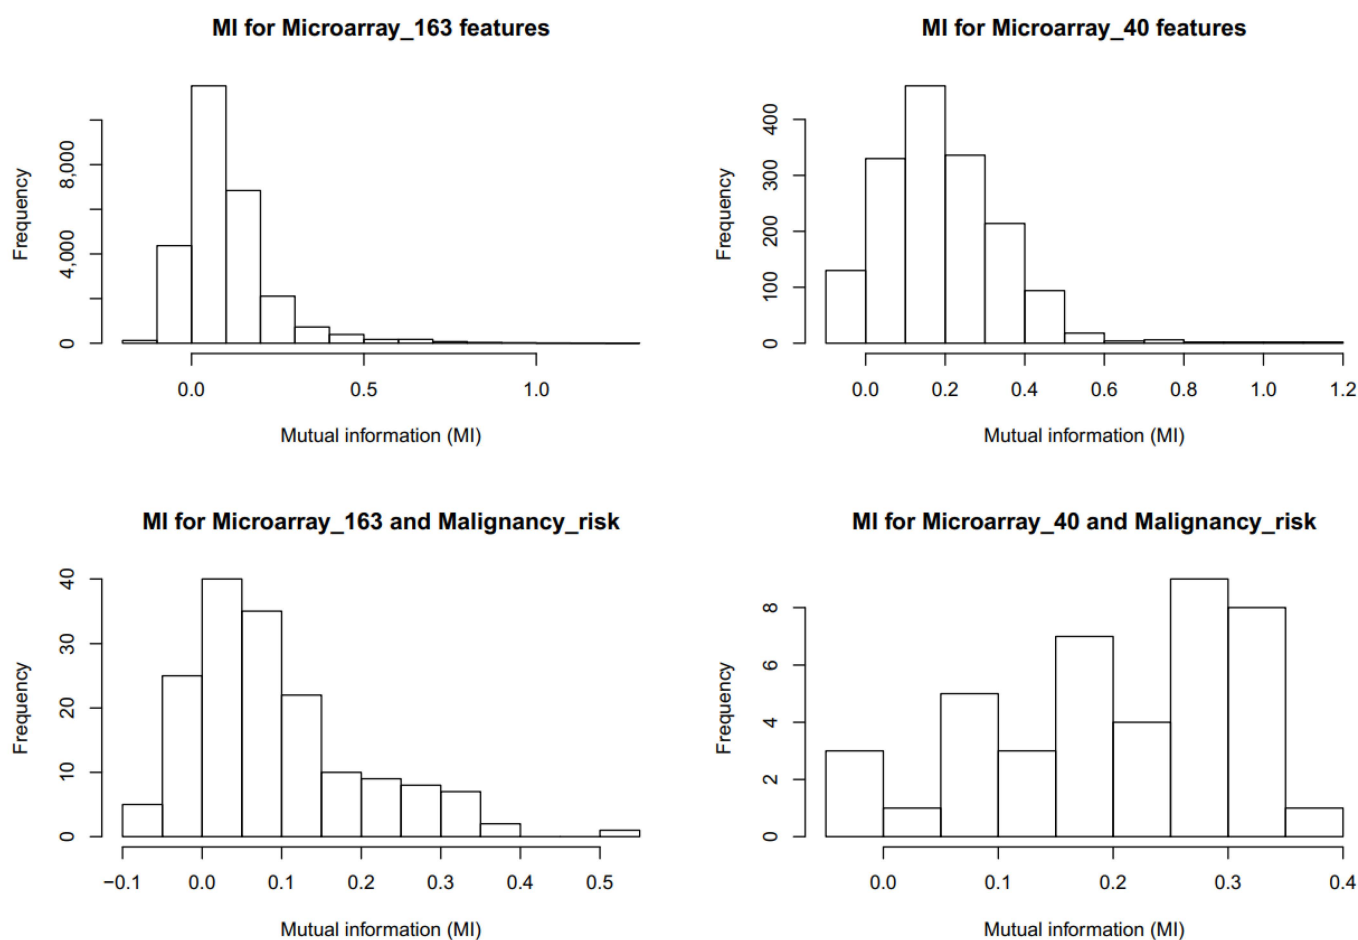 MI for Microarray_163 features
Frequency
0
4,000
8,000
0.0 0.5 1.0
Mutual information (MI)
MI for Microarray_40 features
Frequency
0
100
200
300
400
0.0 0.2 0.4 0.6 0.8 1.0 1.2
Mutual information (MI)
MI for Microarray_163 and Malignancy_risk
Frequency
0
10
20
30
40
−0.1 0.0 0.1 0.2 0.3 0.4 0.5
Mutual information (MI)
MI for Microarray_40 and Malignancy_risk
Frequency
0
2
4
6
8
0.0 0.1 0.2 0.3 0.4
Mutual information (MI)